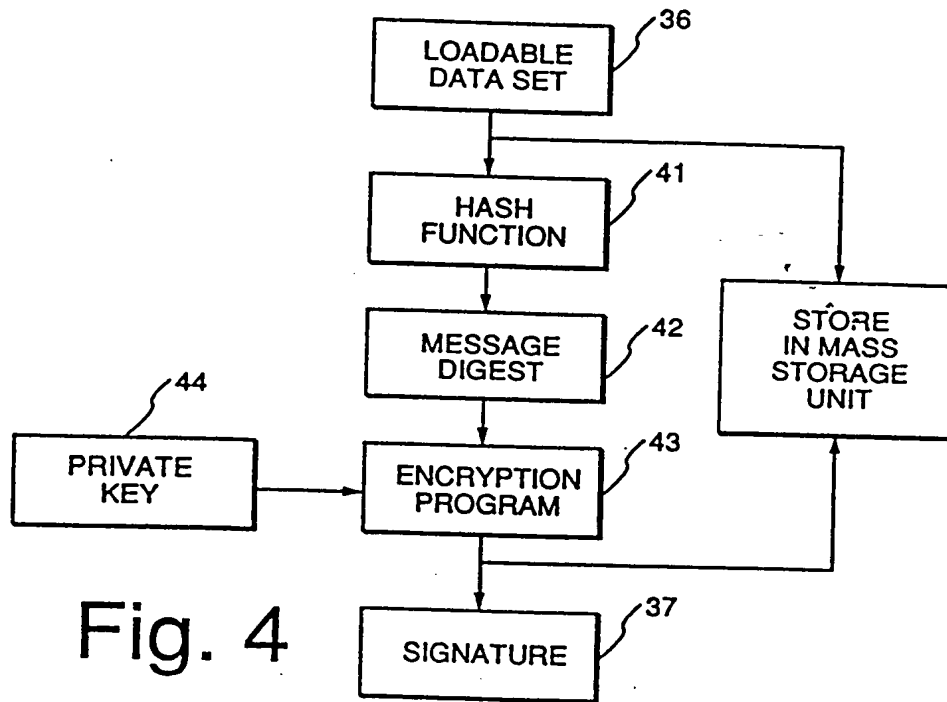 36
LOADABLE
DATA SET
41
HASH
FUNCTION
42
MESSAGE
DIGEST
STORE
IN MASS
STORAGE
UNIT
44
PRIVATE
KEY
43
ENCRYPTION
PROGRAM
37
SIGNATURE
Fig. 4